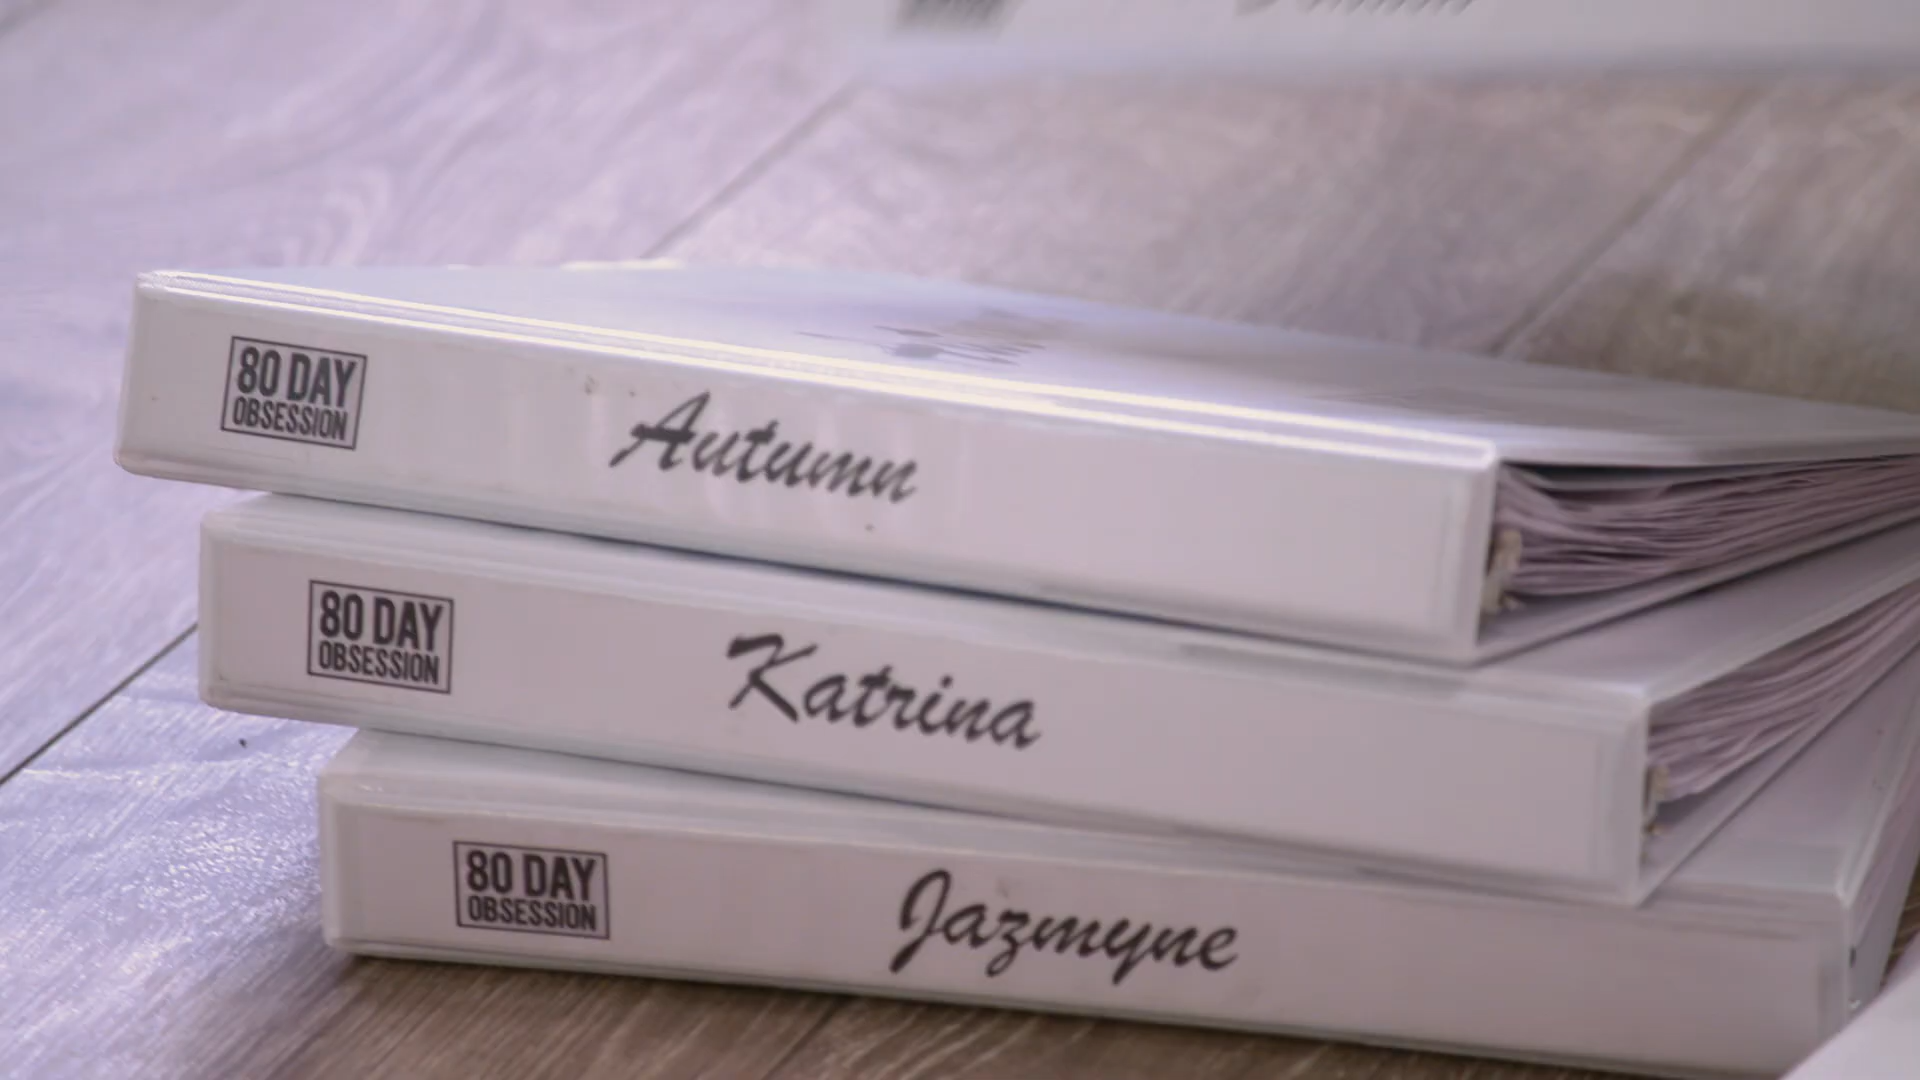 80 DAY
OBSESSION
Autumn
80 DAY
OBSESSION
Katrina
80 DAY
OBSESSION
Jazmyne